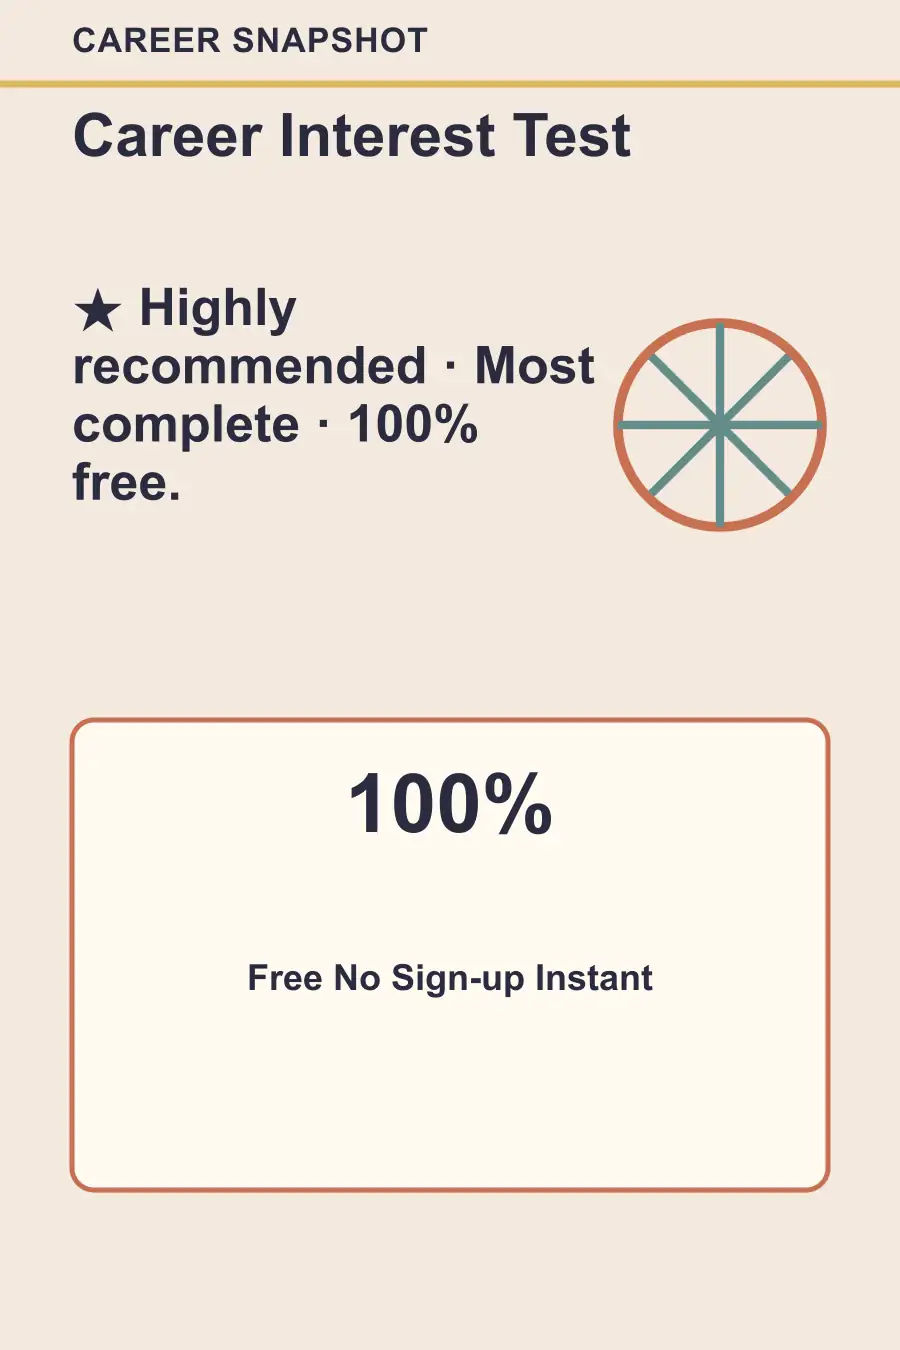 CAREER SNAPSHOT
Career Interest Test
★ Highly
recommended · Most
complete · 100%
free.
100%
Free No Sign-up Instant